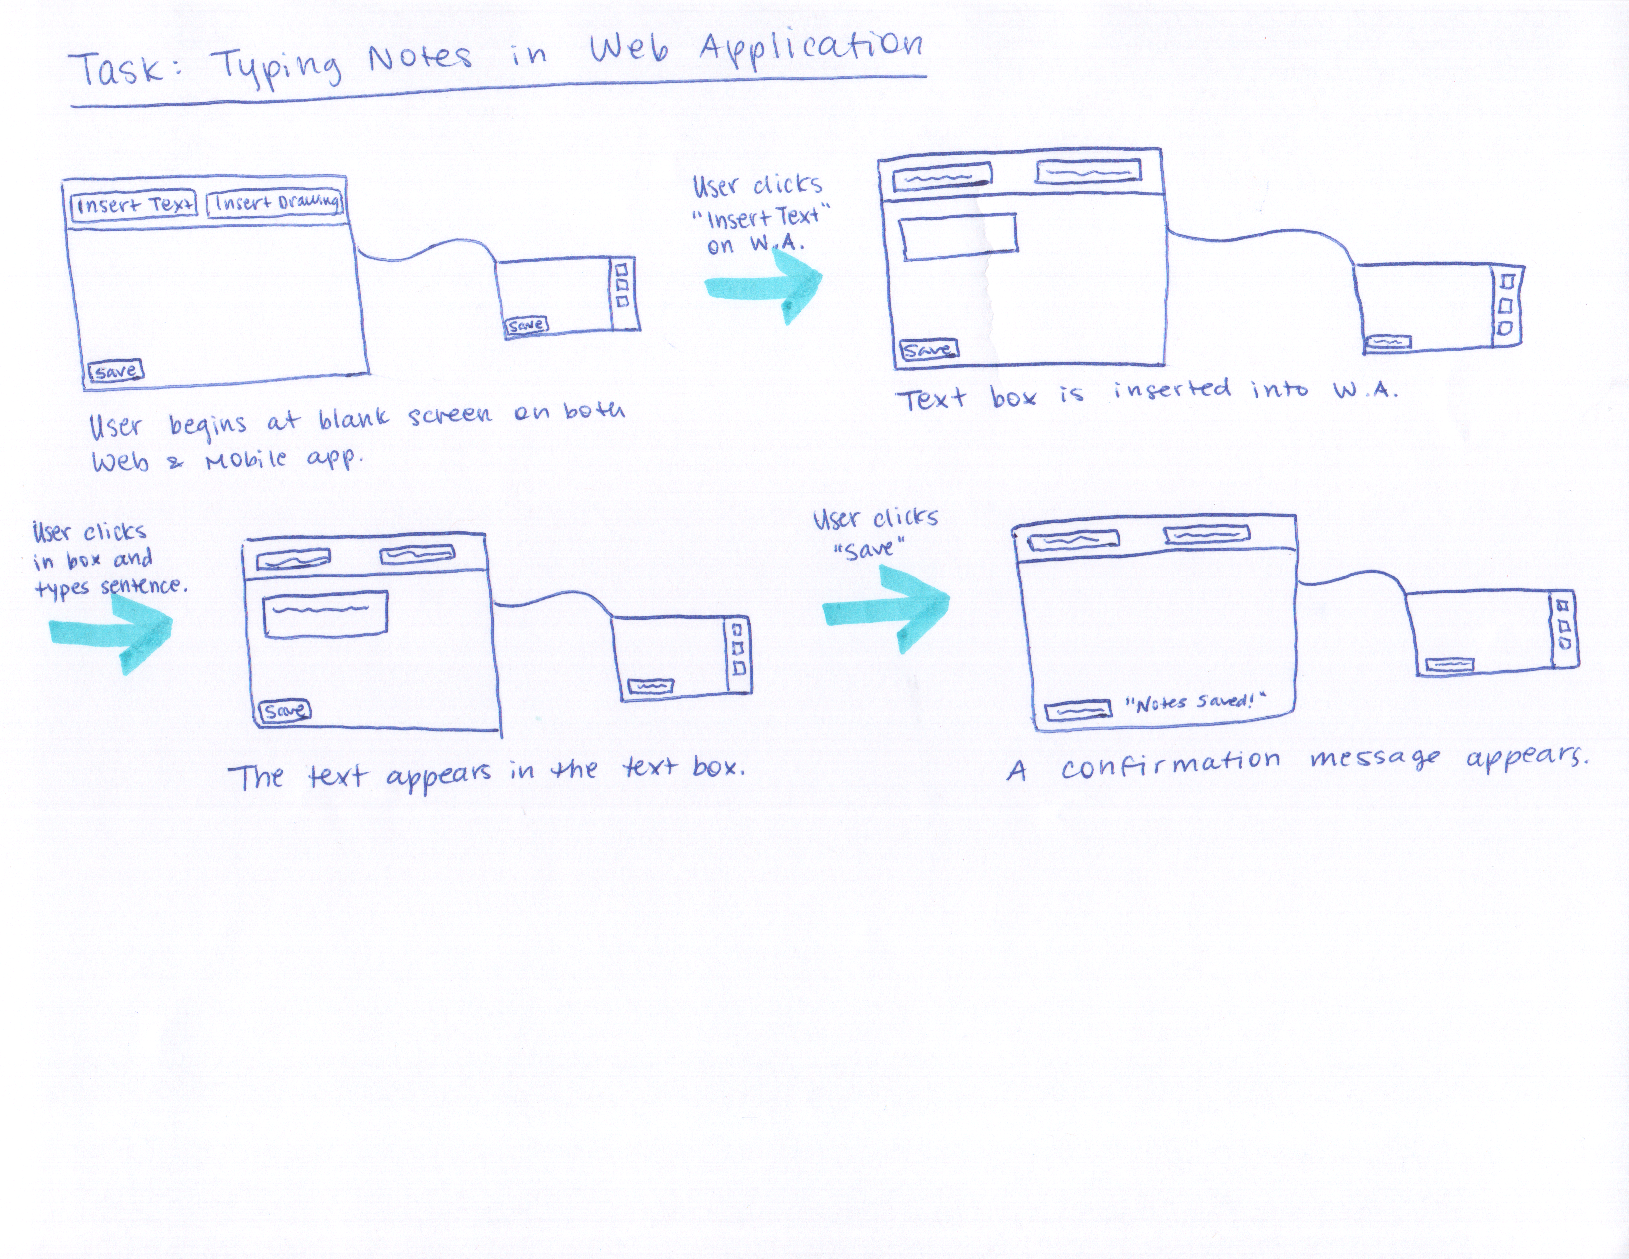 Task: Typing Notes in Web Application
Insert Text
Insert Drawing
Save
Save
User begins at blank screen on both
Web & Mobile app.
User clicks
"Insert Text"
on W.A.
Save
Text box is inserted into W.A.
User clicks
in box and
types sentence.
Save
The text appears in the text box.
User clicks
"Save"
"Notes Saved!"
A confirmation message appears.